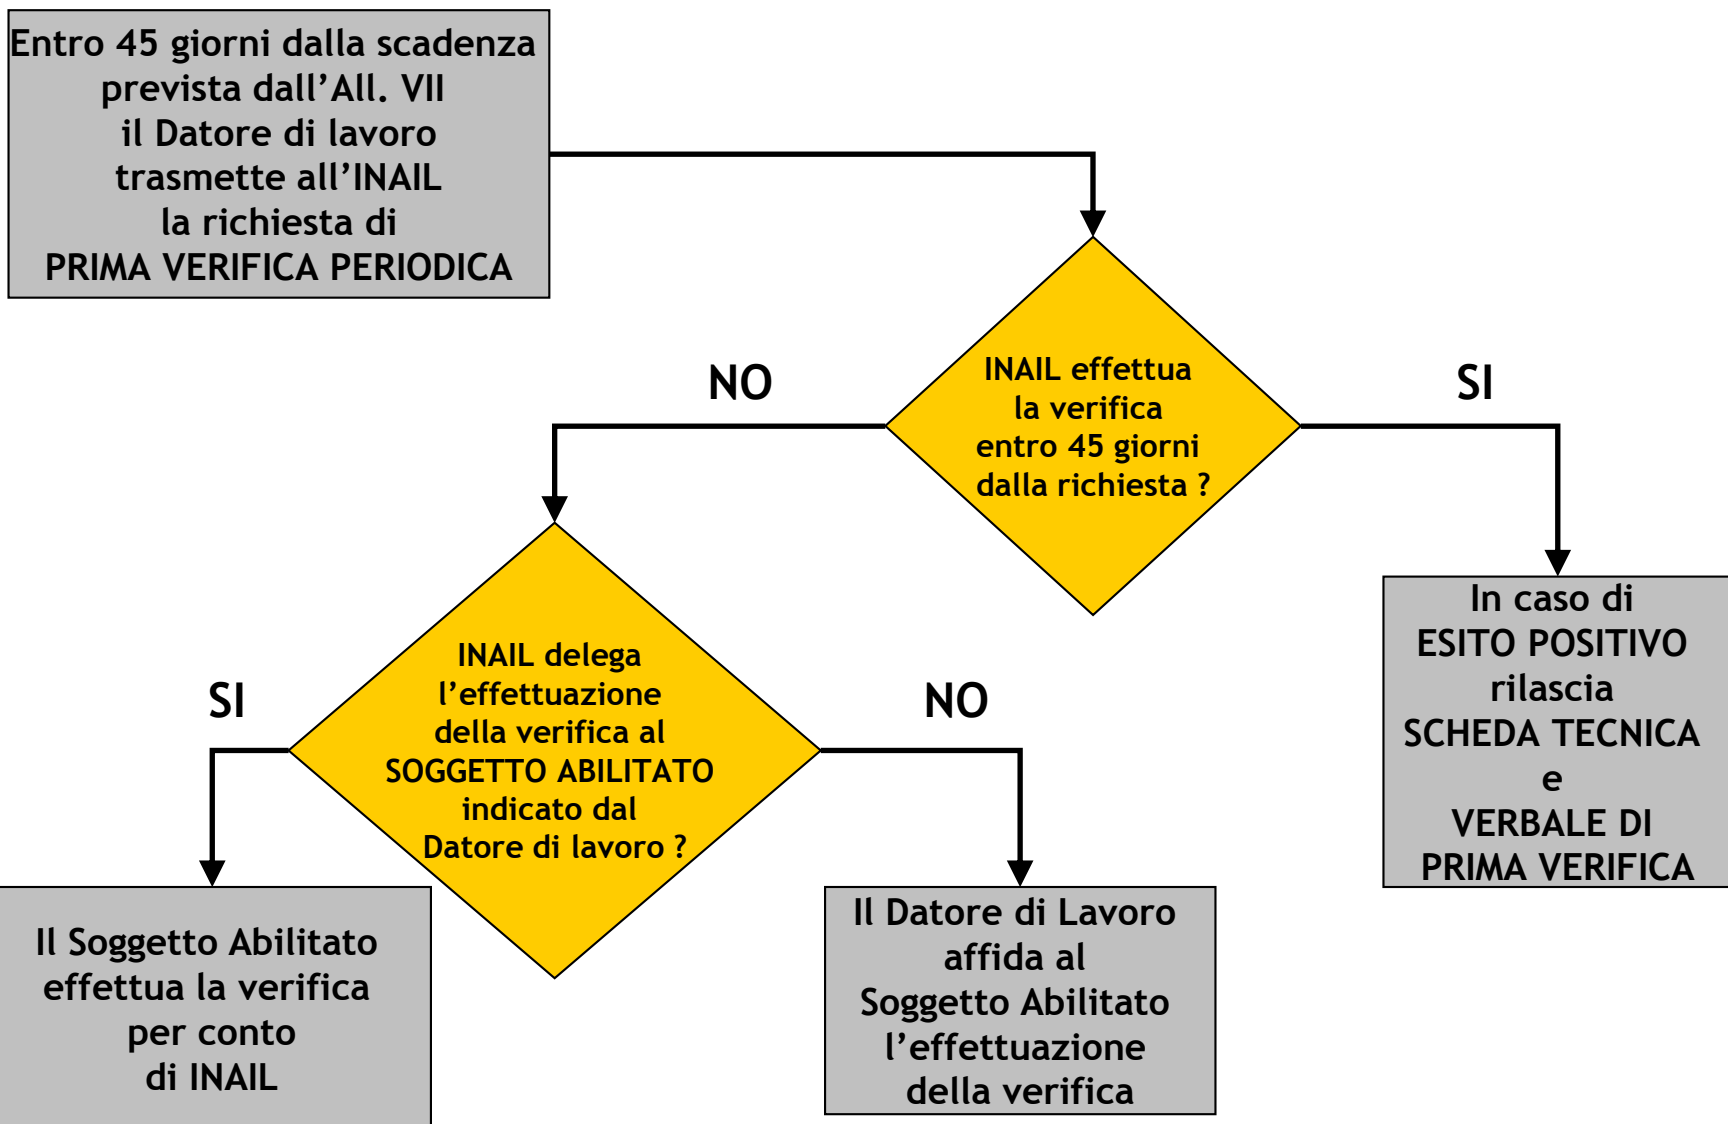 Entro 45 giorni dalla scadenza
prevista dall’All. VII
il Datore di lavoro
trasmette all’INAIL
la richiesta di
PRIMA VERIFICA PERIODICA
NO
INAIL effettua
la verifica
entro 45 giorni
dalla richiesta ?
SI
SI
INAIL delega
l’effettuazione
della verifica al
SOGGETTO ABILITATO
indicato dal
Datore di lavoro ?
NO
In caso di
ESITO POSITIVO
rilascia
SCHEDA TECNICA
e
VERBALE DI
PRIMA VERIFICA
Il Soggetto Abilitato
effettua la verifica
per conto
di INAIL
Il Datore di Lavoro
affida al
Soggetto Abilitato
l’effettuazione
della verifica